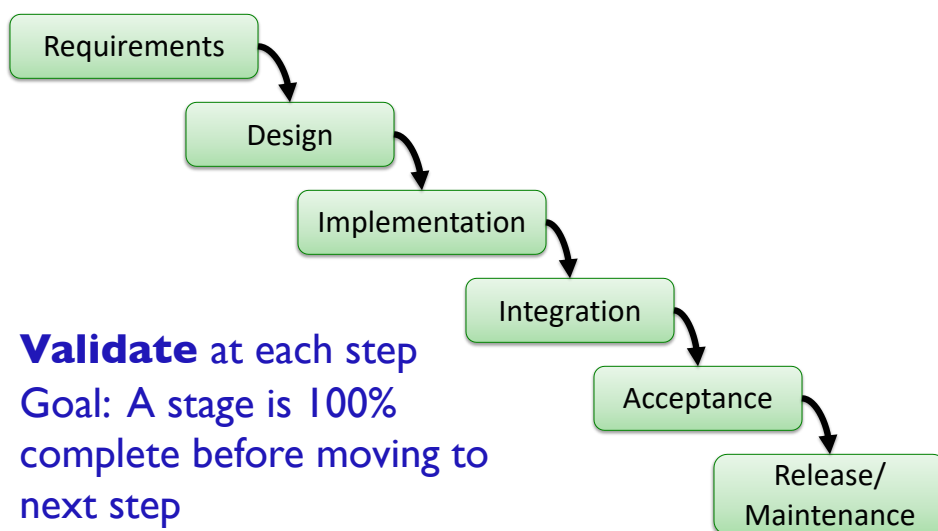 Requirements
Design
Implementation
Integration
Validate at each step
Goal: A stage is 100%
complete before moving to
next step
Acceptance
Release/
Maintenance